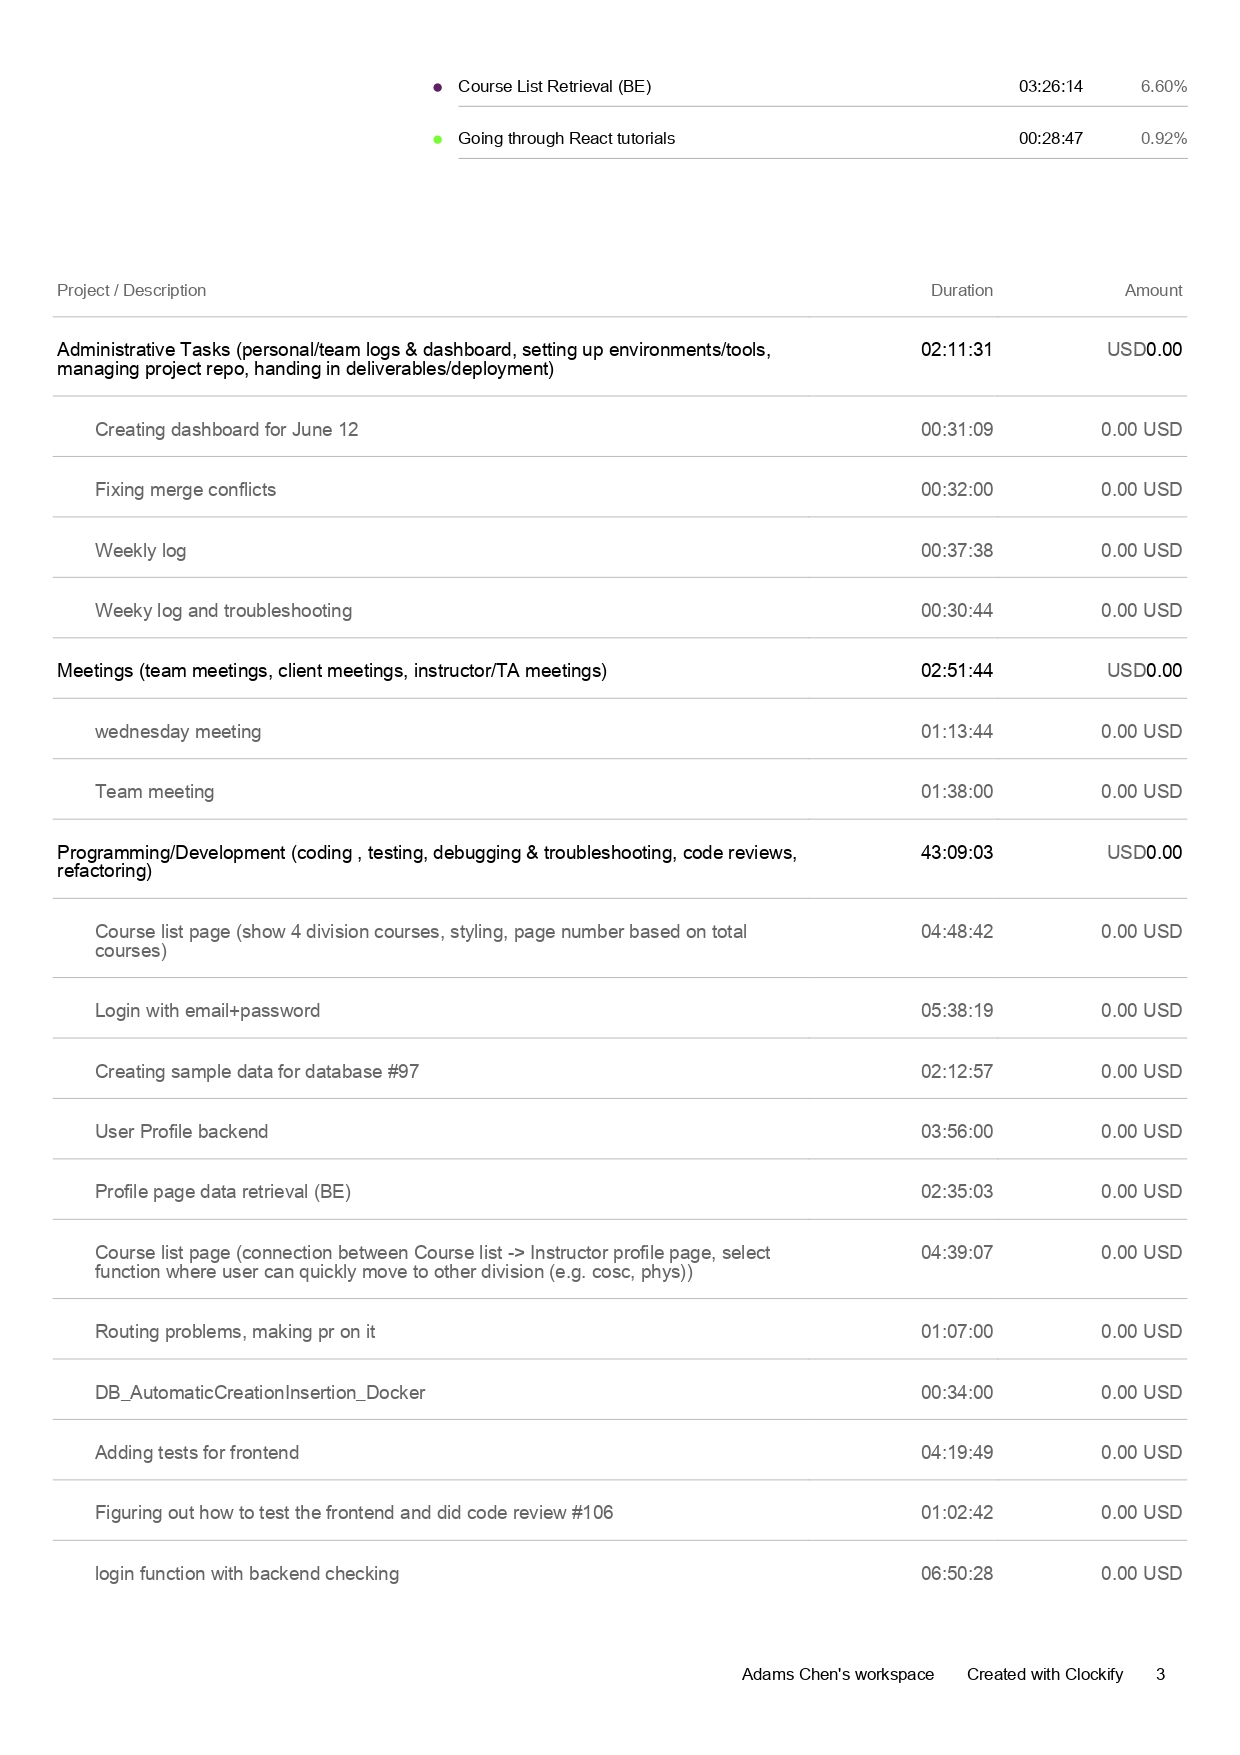 Course List Retrieval (BE) 03:26:14 6.60%
Going through React tutorials 00:28:47 0.92%
Project / Description Duration Amount
Administrative Tasks (personal/team logs & dashboard, setting up environments/tools, 02:11:31 USD0.00
managing project repo, handing in deliverables/deployment)
Creating dashboard for June 12 00:31:09 0.00 USD
Fixing merge conflicts 00:32:00 0.00 USD
Weekly log 00:37:38 0.00 USD
Weeky log and troubleshooting 00:30:44 0.00 USD
Meetings (team meetings, client meetings, instructor/TA meetings) 02:51:44 USD0.00
wednesday meeting 01:13:44 0.00 USD
Team meeting 01:38:00 0.00 USD
Programming/Development (coding , testing, debugging & troubleshooting, code reviews, 43:09:03 USD0.00
refactoring)
Course list page (show 4 division courses, styling, page number based on total 04:48:42 0.00 USD
courses)
Login with email+password 05:38:19 0.00 USD
Creating sample data for database #97 02:12:57 0.00 USD
User Profile backend 03:56:00 0.00 USD
Profile page data retrieval (BE) 02:35:03 0.00 USD
Course list page (connection between Course list -> Instructor profile page, select 04:39:07 0.00 USD
function where user can quickly move to other division (e.g. cosc, phys))
Routing problems, making pr on it 01:07:00 0.00 USD
DB_AutomaticCreationInsertion_Docker 00:34:00 0.00 USD
Adding tests for frontend 04:19:49 0.00 USD
Figuring out how to test the frontend and did code review #106 01:02:42 0.00 USD
login function with backend checking 06:50:28 0.00 USD
Adams Chen's workspace Created with Clockify 3